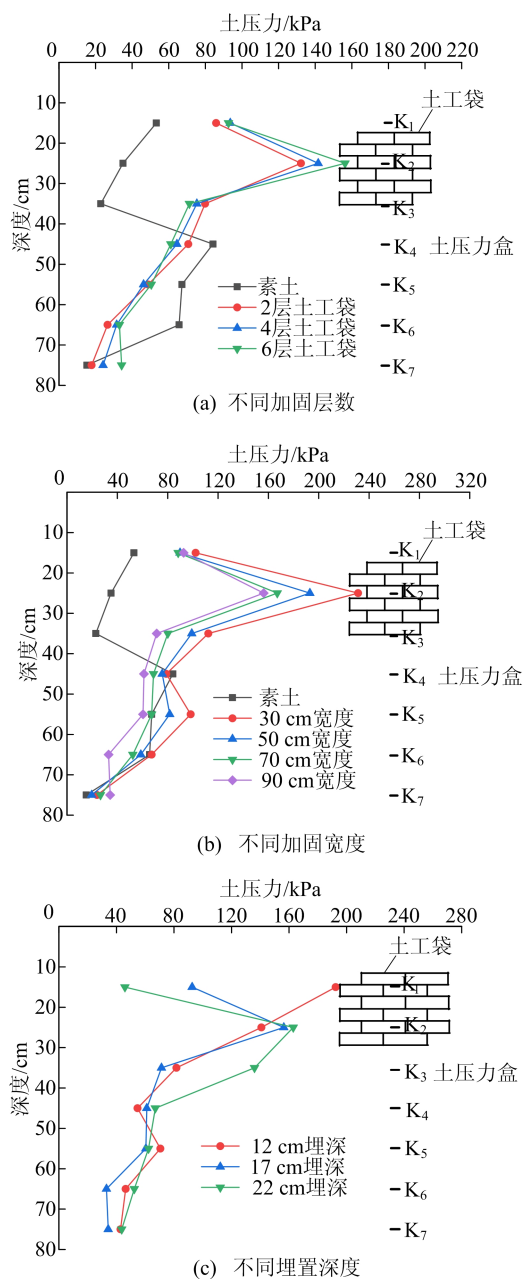 土压力/kPa
0 20 40 60 80 100 120 140 160 180 200 220
深度/cm
10
20
30
40
50
60
70
80
土工袋
K1
K2
K3
K4 土压力盒
K5
K6
K7
素土
2层土工袋
4层土工袋
6层土工袋
(a) 不同加固层数
土压力/kPa
0 40 80 120 160 200 240 280 320
深度/cm
10
20
30
40
50
60
70
80
土工袋
K1
K2
K3
K4 土压力盒
K5
K6
K7
素土
30 cm宽度
50 cm宽度
70 cm宽度
90 cm宽度
(b) 不同加固宽度
土压力/kPa
0 40 80 120 160 200 240 280
深度/cm
10
20
30
40
50
60
70
80
土工袋
K1
K2
K3 土压力盒
K4
K5
K6
K7
12 cm埋深
17 cm埋深
22 cm埋深
(c) 不同埋置深度